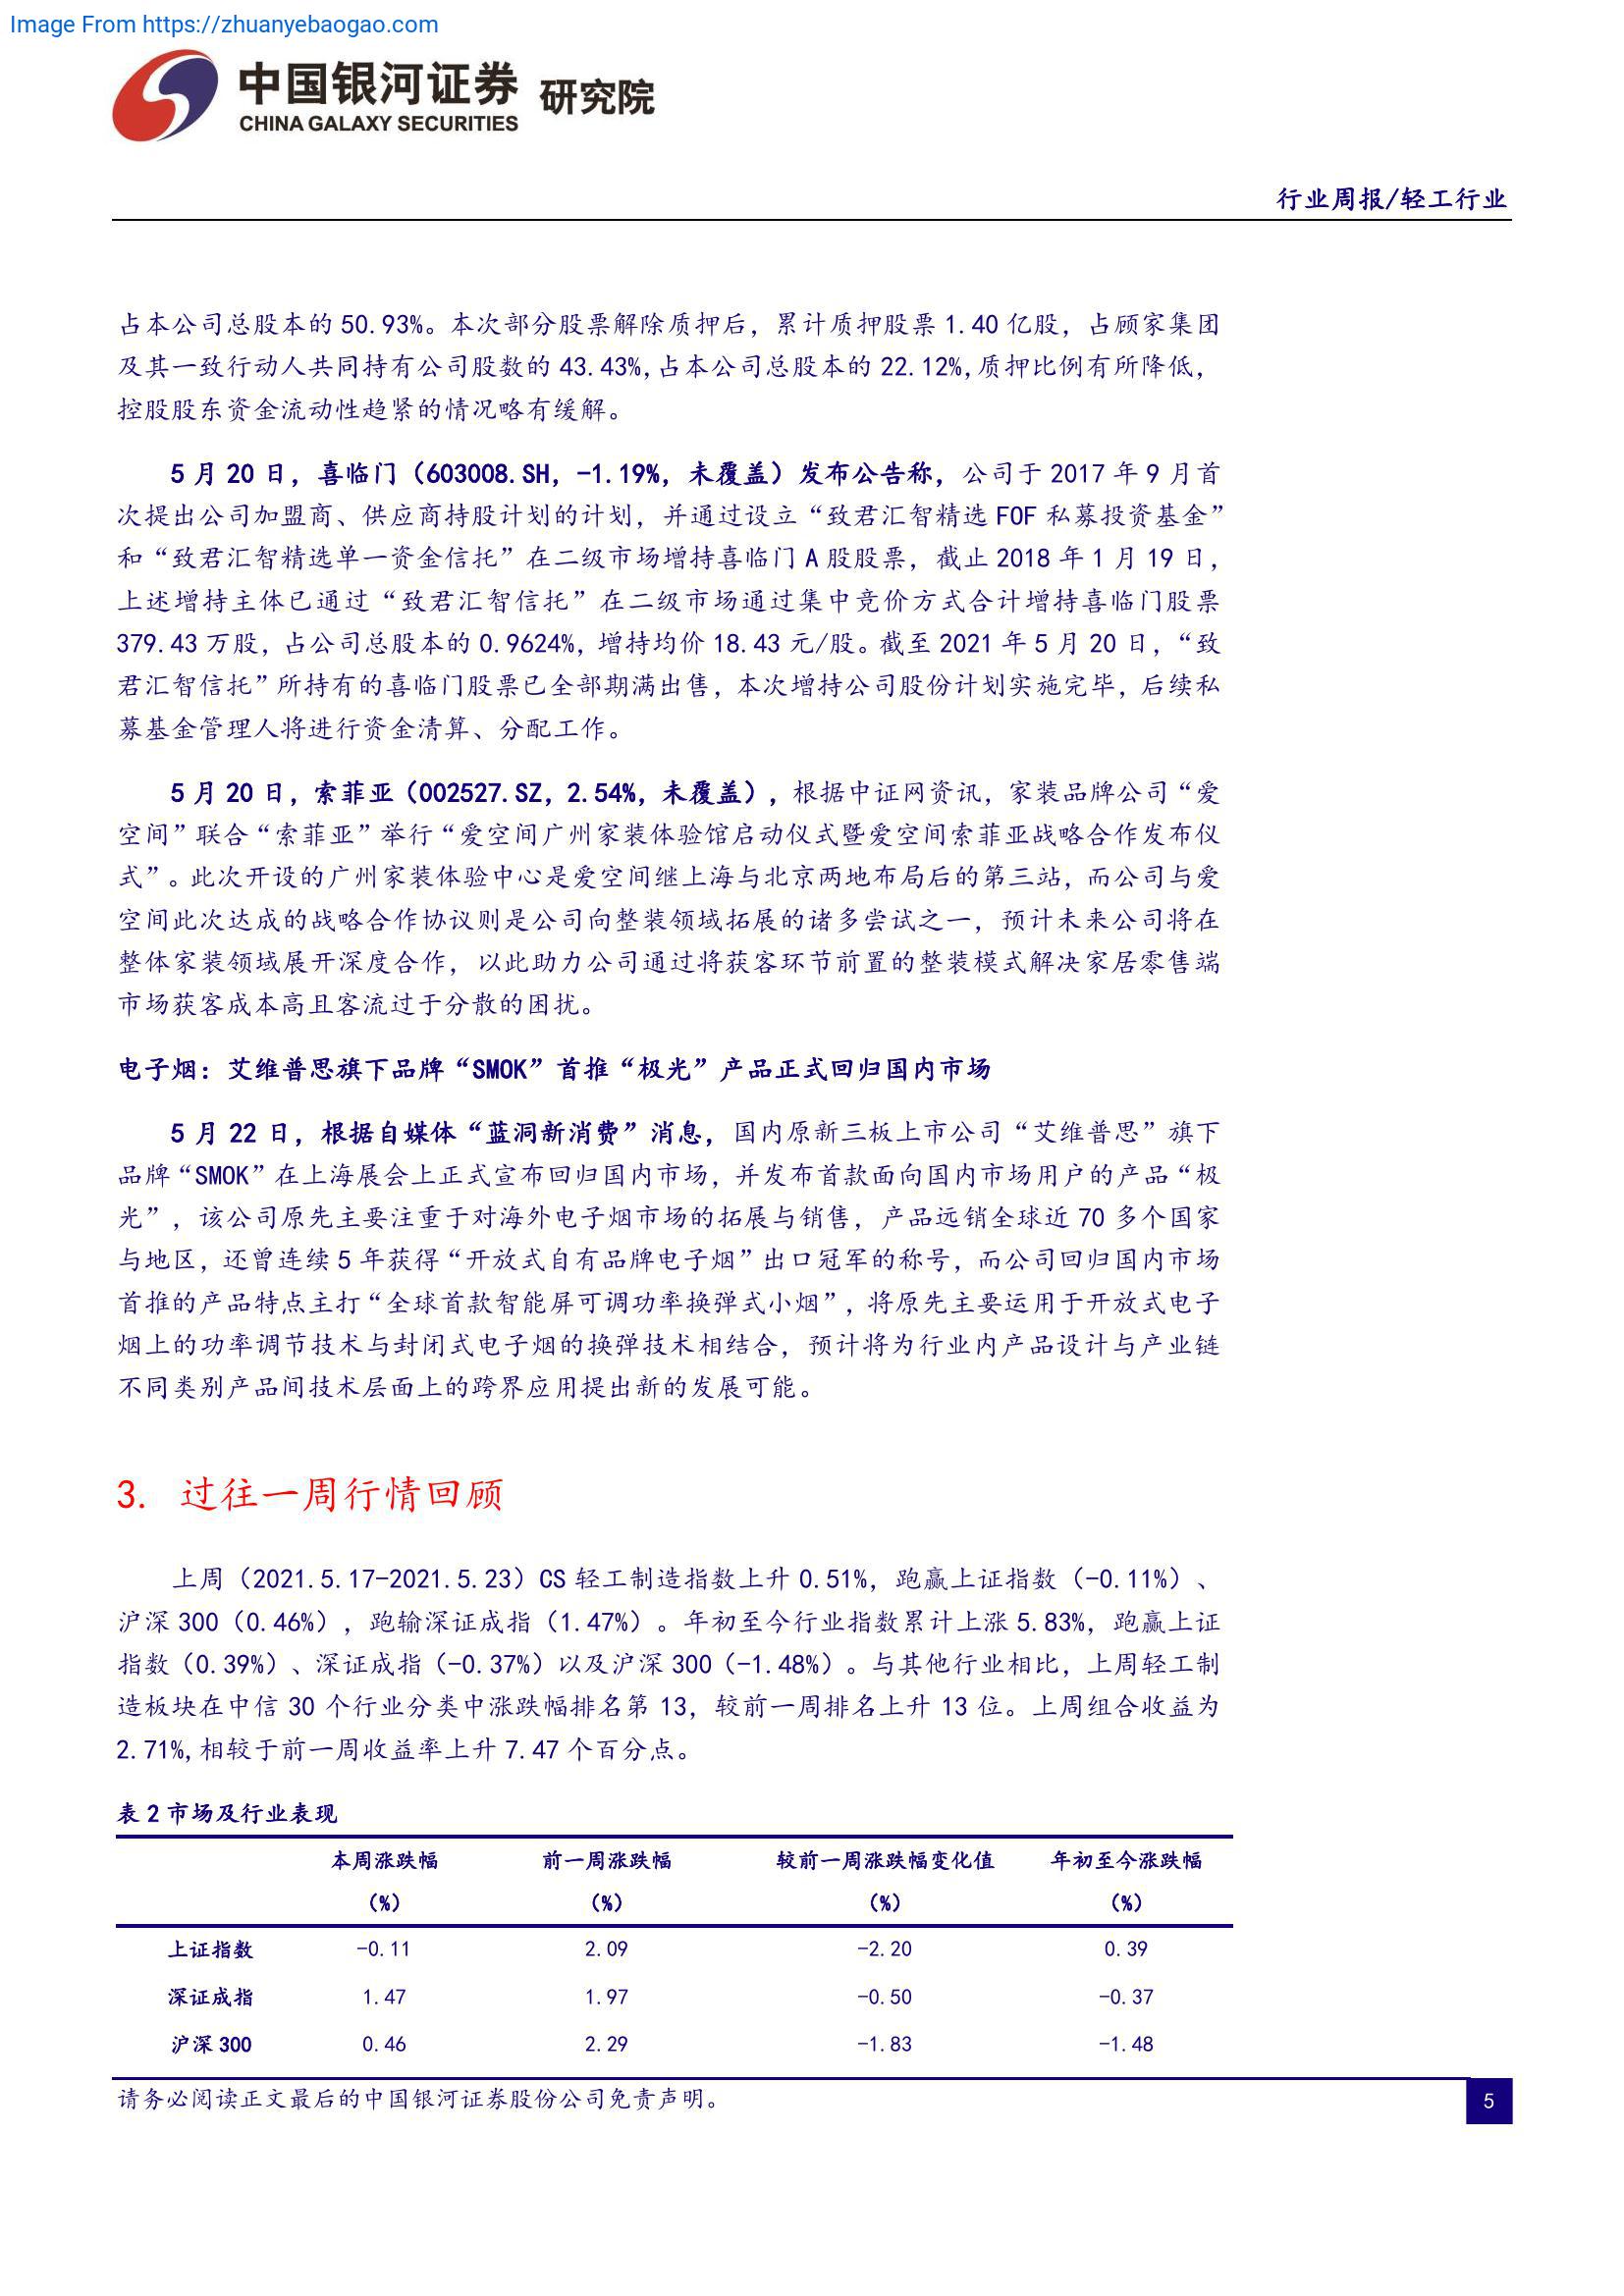 Image From https://zhuanyebaogao.com
中国银河证券 研究院
CHINA GALAXY SECURITIES
行业周报/轻工行业
占本公司总股本的 50.93%。本次部分股票解除质押后，累计质押股票 1.40 亿股，占顾家集团
及其一致行动人共同持有公司股数的 43.43%,占本公司总股本的 22.12%,质押比例有所降低，
控股股东资金流动性趋紧的情况略有缓解。
5 月 20 日，喜临门（603008.SH，-1.19%，未覆盖）发布公告称，公司于 2017 年 9 月首
次提出公司加盟商、供应商持股计划的计划，并通过设立“致君汇智精选 FOF 私募投资基金”
和“致君汇智精选单一资金信托”在二级市场增持喜临门 A 股股票，截止 2018 年 1 月 19 日，
上述增持主体已通过“致君汇智信托”在二级市场通过集中竞价方式合计增持喜临门股票
379.43 万股，占公司总股本的 0.9624%，增持均价 18.43 元/股。截至 2021 年 5 月 20 日，“致
君汇智信托”所持有的喜临门股票已全部期满出售，本次增持公司股份计划实施完毕，后续私
募基金管理人将进行资金清算、分配工作。
5 月 20 日，索菲亚（002527.SZ，2.54%，未覆盖），根据中证网资讯，家装品牌公司“爱
空间”联合“索菲亚”举行“爱空间广州家装体验馆启动仪式暨爱空间索菲亚战略合作发布仪
式”。此次开设的广州家装体验中心是爱空间继上海与北京两地布局后的第三站，而公司与爱
空间此次达成的战略合作协议则是公司向整装领域拓展的诸多尝试之一，预计未来公司将在
整体家装领域展开深度合作，以此助力公司通过将获客环节前置的整装模式解决家居零售端
市场获客成本高且客流过于分散的困扰。
电子烟：艾维普思旗下品牌“SMOK”首推“极光”产品正式回归国内市场
5 月 22 日，根据自媒体“蓝洞新消费”消息，国内原新三板上市公司“艾维普思”旗下
品牌“SMOK”在上海展会上正式宣布回归国内市场，并发布首款面向国内市场用户的产品“极
光”，该公司原先主要注重于对海外电子烟市场的拓展与销售，产品远销全球近 70 多个国家
与地区，还曾连续 5 年获得“开放式自有品牌电子烟”出口冠军的称号，而公司回归国内市场
首推的产品特点主打“全球首款智能屏可调功率换弹式小烟”，将原先主要运用于开放式电子
烟上的功率调节技术与封闭式电子烟的换弹技术相结合，预计将为行业内产品设计与产业链
不同类别产品间技术层面上的跨界应用提出新的发展可能。
3. 过往一周行情回顾
上周（2021.5.17-2021.5.23）CS 轻工制造指数上升 0.51%，跑赢上证指数（-0.11%）、
沪深 300（0.46%），跑输深证成指（1.47%）。年初至今行业指数累计上涨 5.83%，跑赢上证
指数（0.39%）、深证成指（-0.37%）以及沪深 300（-1.48%）。与其他行业相比，上周轻工制
造板块在中信 30 个行业分类中涨跌幅排名第 13，较前一周排名上升 13 位。上周组合收益为
2.71%,相较于前一周收益率上升 7.47 个百分点。
表 2 市场及行业表现
本周涨跌幅 前一周涨跌幅 较前一周涨跌幅变化值 年初至今涨跌幅
（%） （%） （%） （%）
上证指数 -0.11 2.09 -2.20 0.39
深证成指 1.47 1.97 -0.50 -0.37
沪深 300 0.46 2.29 -1.83 -1.48
请务必阅读正文最后的中国银河证券股份公司免责声明。
5